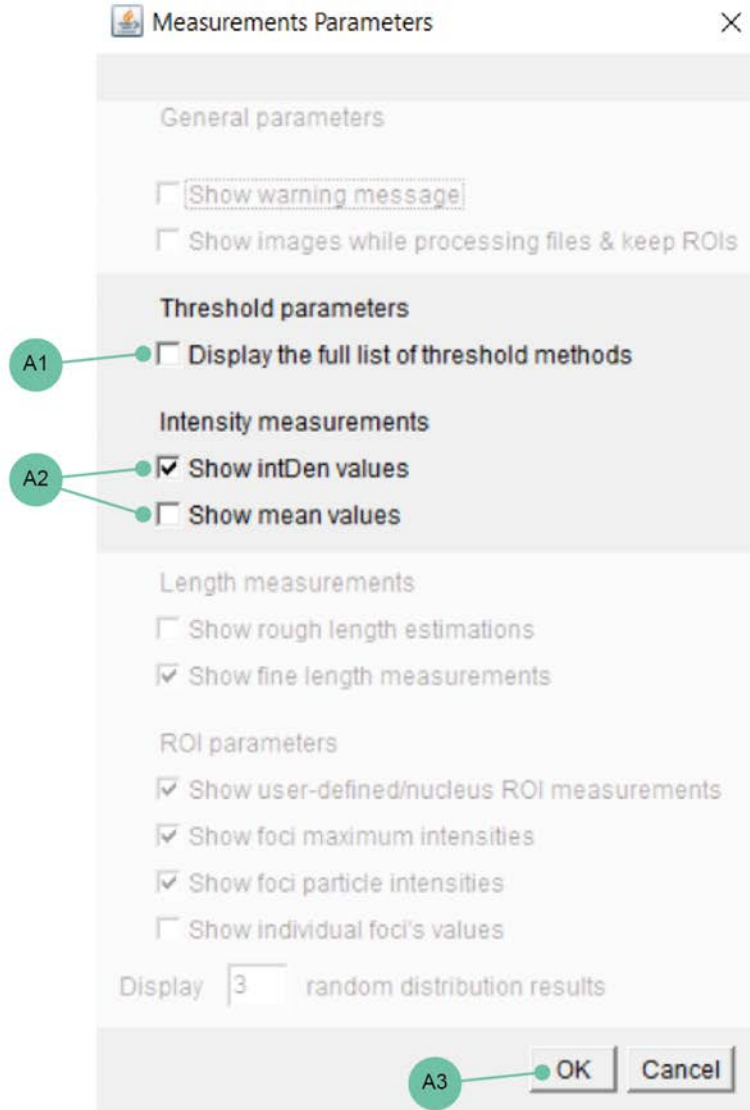 Measurements Parameters
General parameters
Show warning message
Show images while processing files & keep ROIs
Threshold parameters
A1
Display the full list of threshold methods
Intensity measurements
A2
Show intDen values
Show mean values
Length measurements
Show rough length estimations
Show fine length measurements
ROI parameters
Show user-defined/nucleus ROI measurements
Show foci maximum intensities
Show foci particle intensities
Show individual foci's values
Display 3 random distribution results
A3
OK Cancel